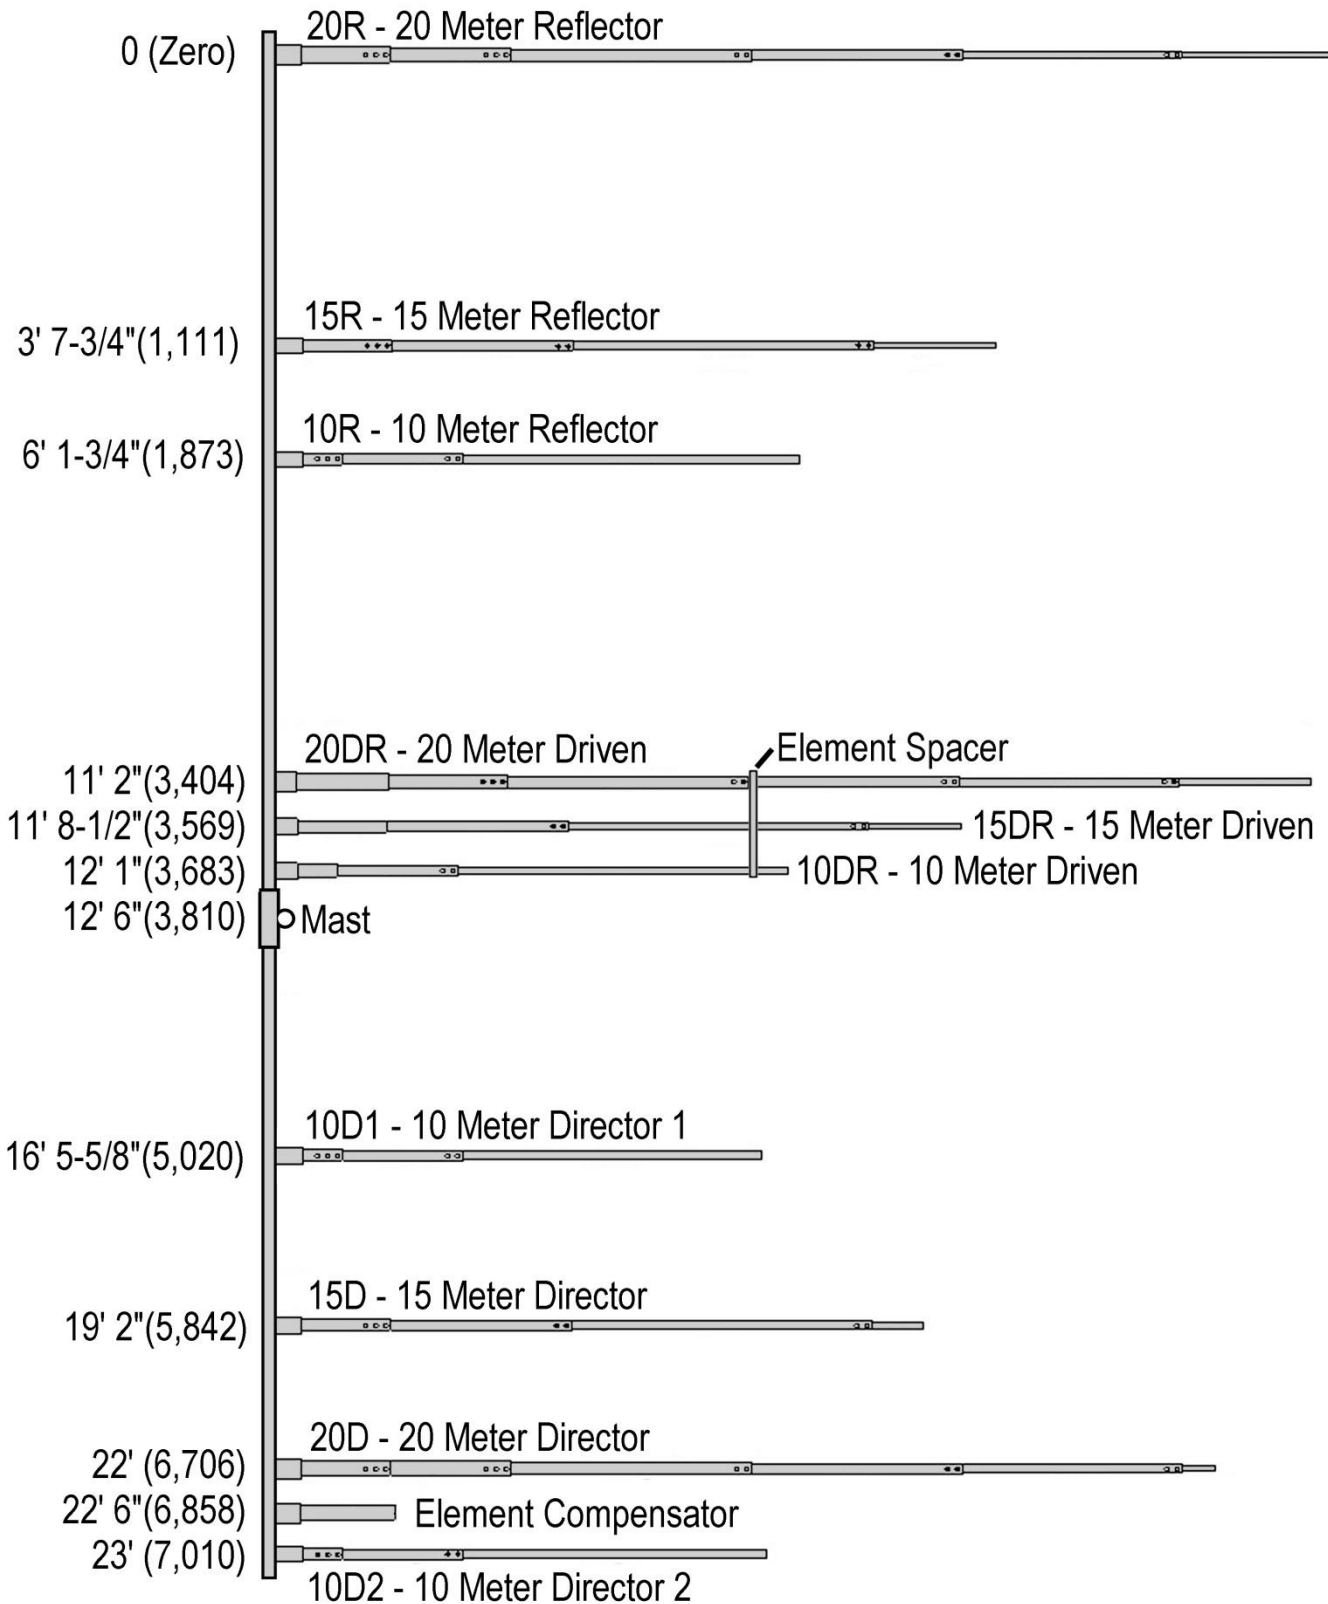 20R - 20 Meter Reflector
0 (Zero)
15R - 15 Meter Reflector
3' 7-3/4"(1,111)
10R - 10 Meter Reflector
6' 1-3/4"(1,873)
20DR - 20 Meter Driven
Element Spacer
11' 2"(3,404)
11' 8-1/2"(3,569)
15DR - 15 Meter Driven
12' 1"(3,683)
10DR - 10 Meter Driven
12' 6"(3,810)
Mast
10D1 - 10 Meter Director 1
16' 5-5/8"(5,020)
15D - 15 Meter Director
19' 2"(5,842)
20D - 20 Meter Director
22' (6,706)
22' 6"(6,858)
Element Compensator
23' (7,010)
10D2 - 10 Meter Director 2